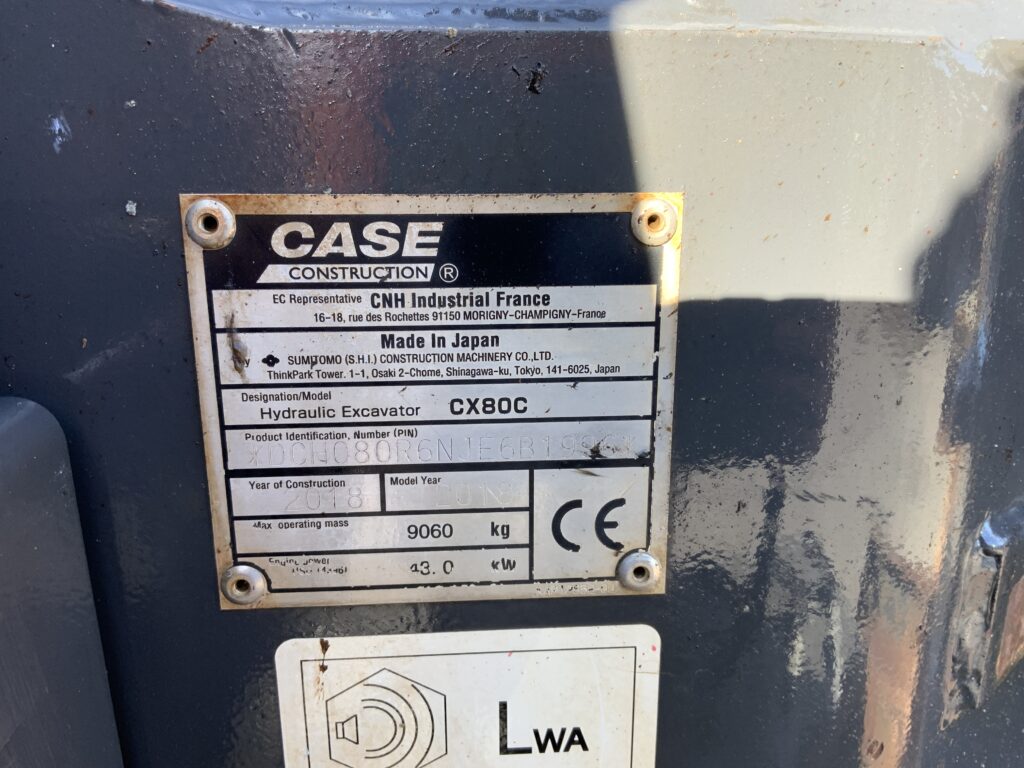 CASE
CONSTRUCTION ®
EC Representative CNH Industrial France
16-18, rue des Rochettes 91150 MORIGNY-CHAMPIGNY-France
Made In Japan
SUMITOMO (S.H.I.) CONSTRUCTION MACHINERY CO.,LTD.
ThinkPark Tower. 1-1, Osaki 2-Chome, Shinagawa-ku, Tokyo, 141-6025, Japan
Designation/Model
Hydraulic Excavator CX80C
Product Identification. Number (PIN)
Year of Construction Model Year
2018
Max. operating mass 9060 kg
Engine power 43.0 kW
CE
LWA